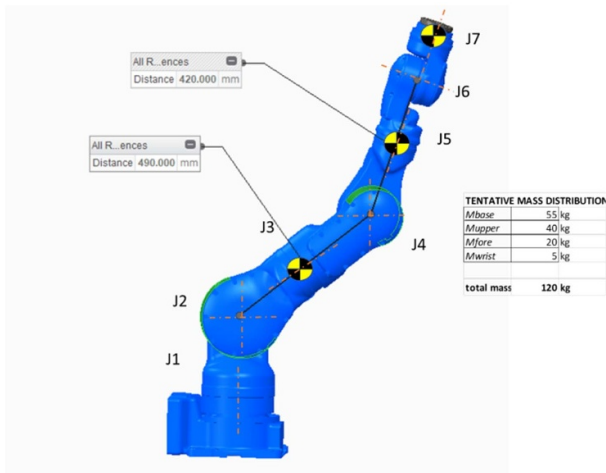 J7
All R...ences
Distance 420.000 mm
J6
J5
All R...ences
Distance 490.000 mm
TENTATIVE MASS DISTRIBUTION
Mbase 55 kg
J3
Mupper 40 kg
Mfore 20 kg
J4
Mwrist 5 kg
total mass 120 kg
J2
J1